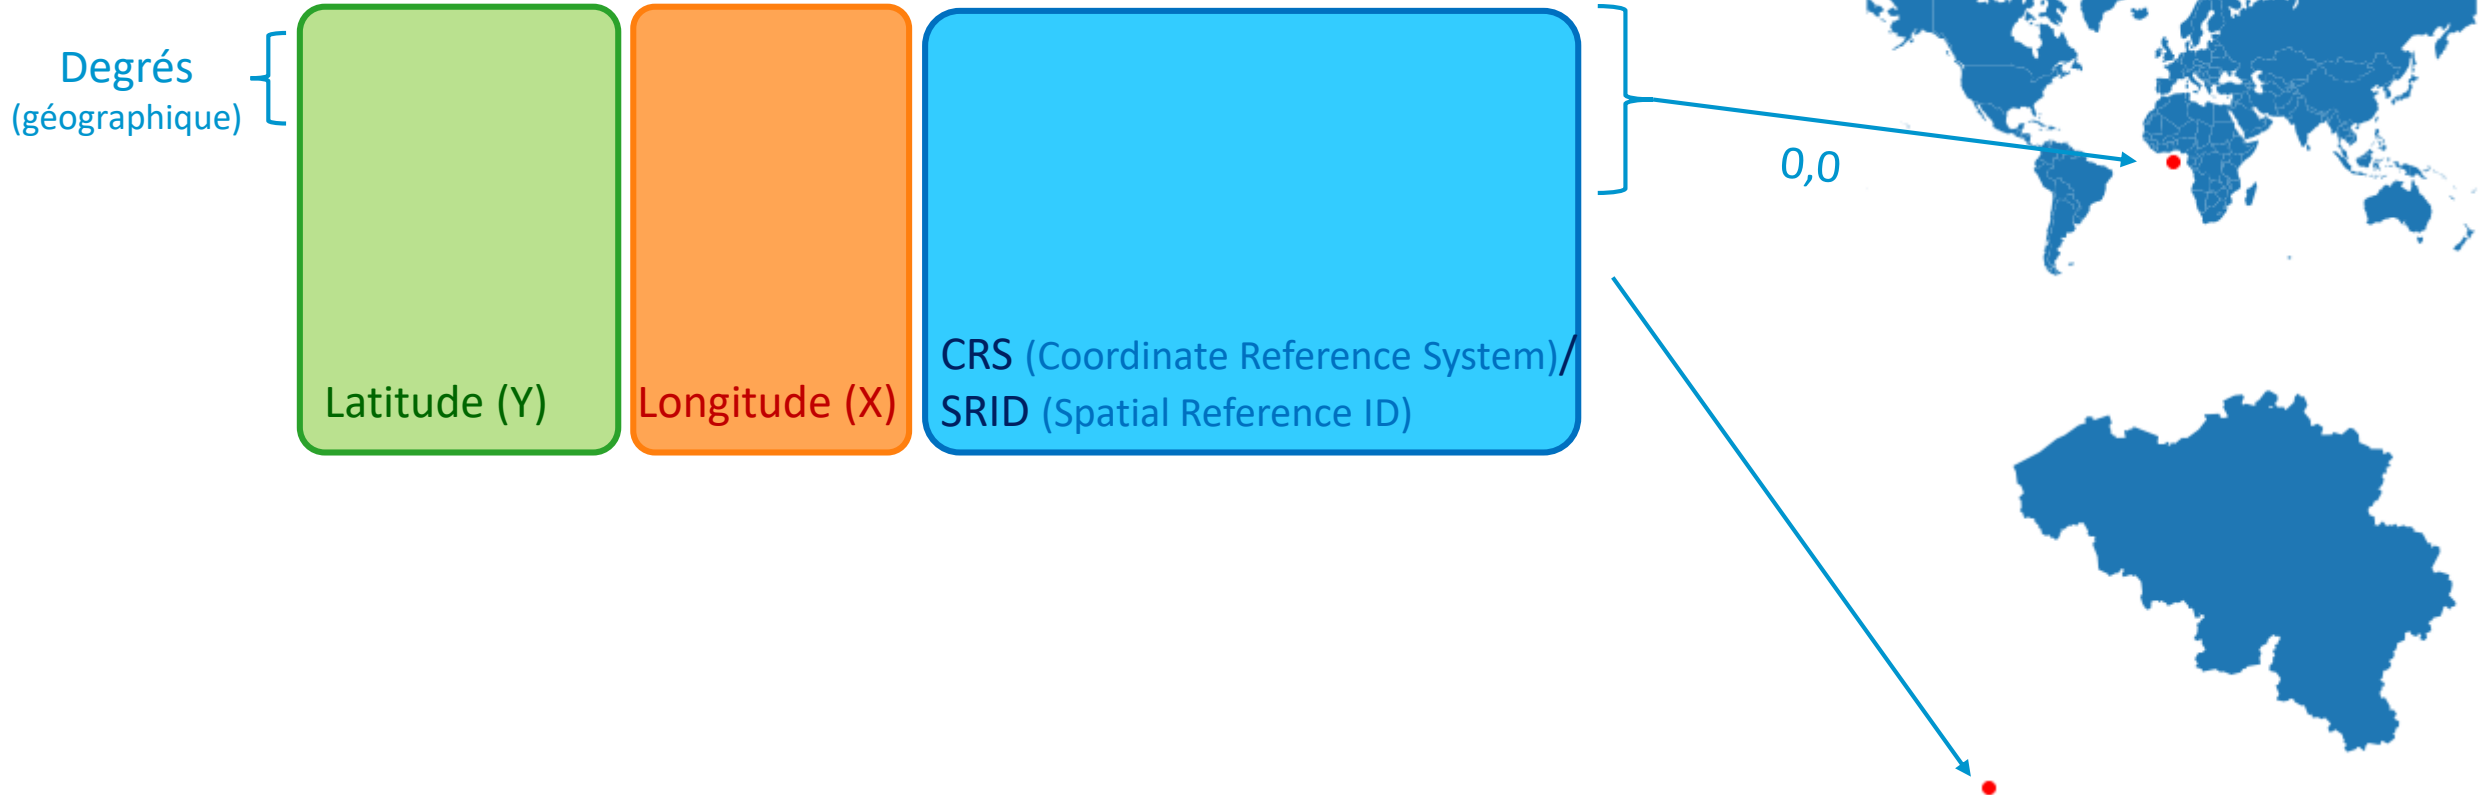 Degrés
(géographique)
0,0
CRS (Coordinate Reference System)/
SRID (Spatial Reference ID)
Latitude (Y)
Longitude (X)